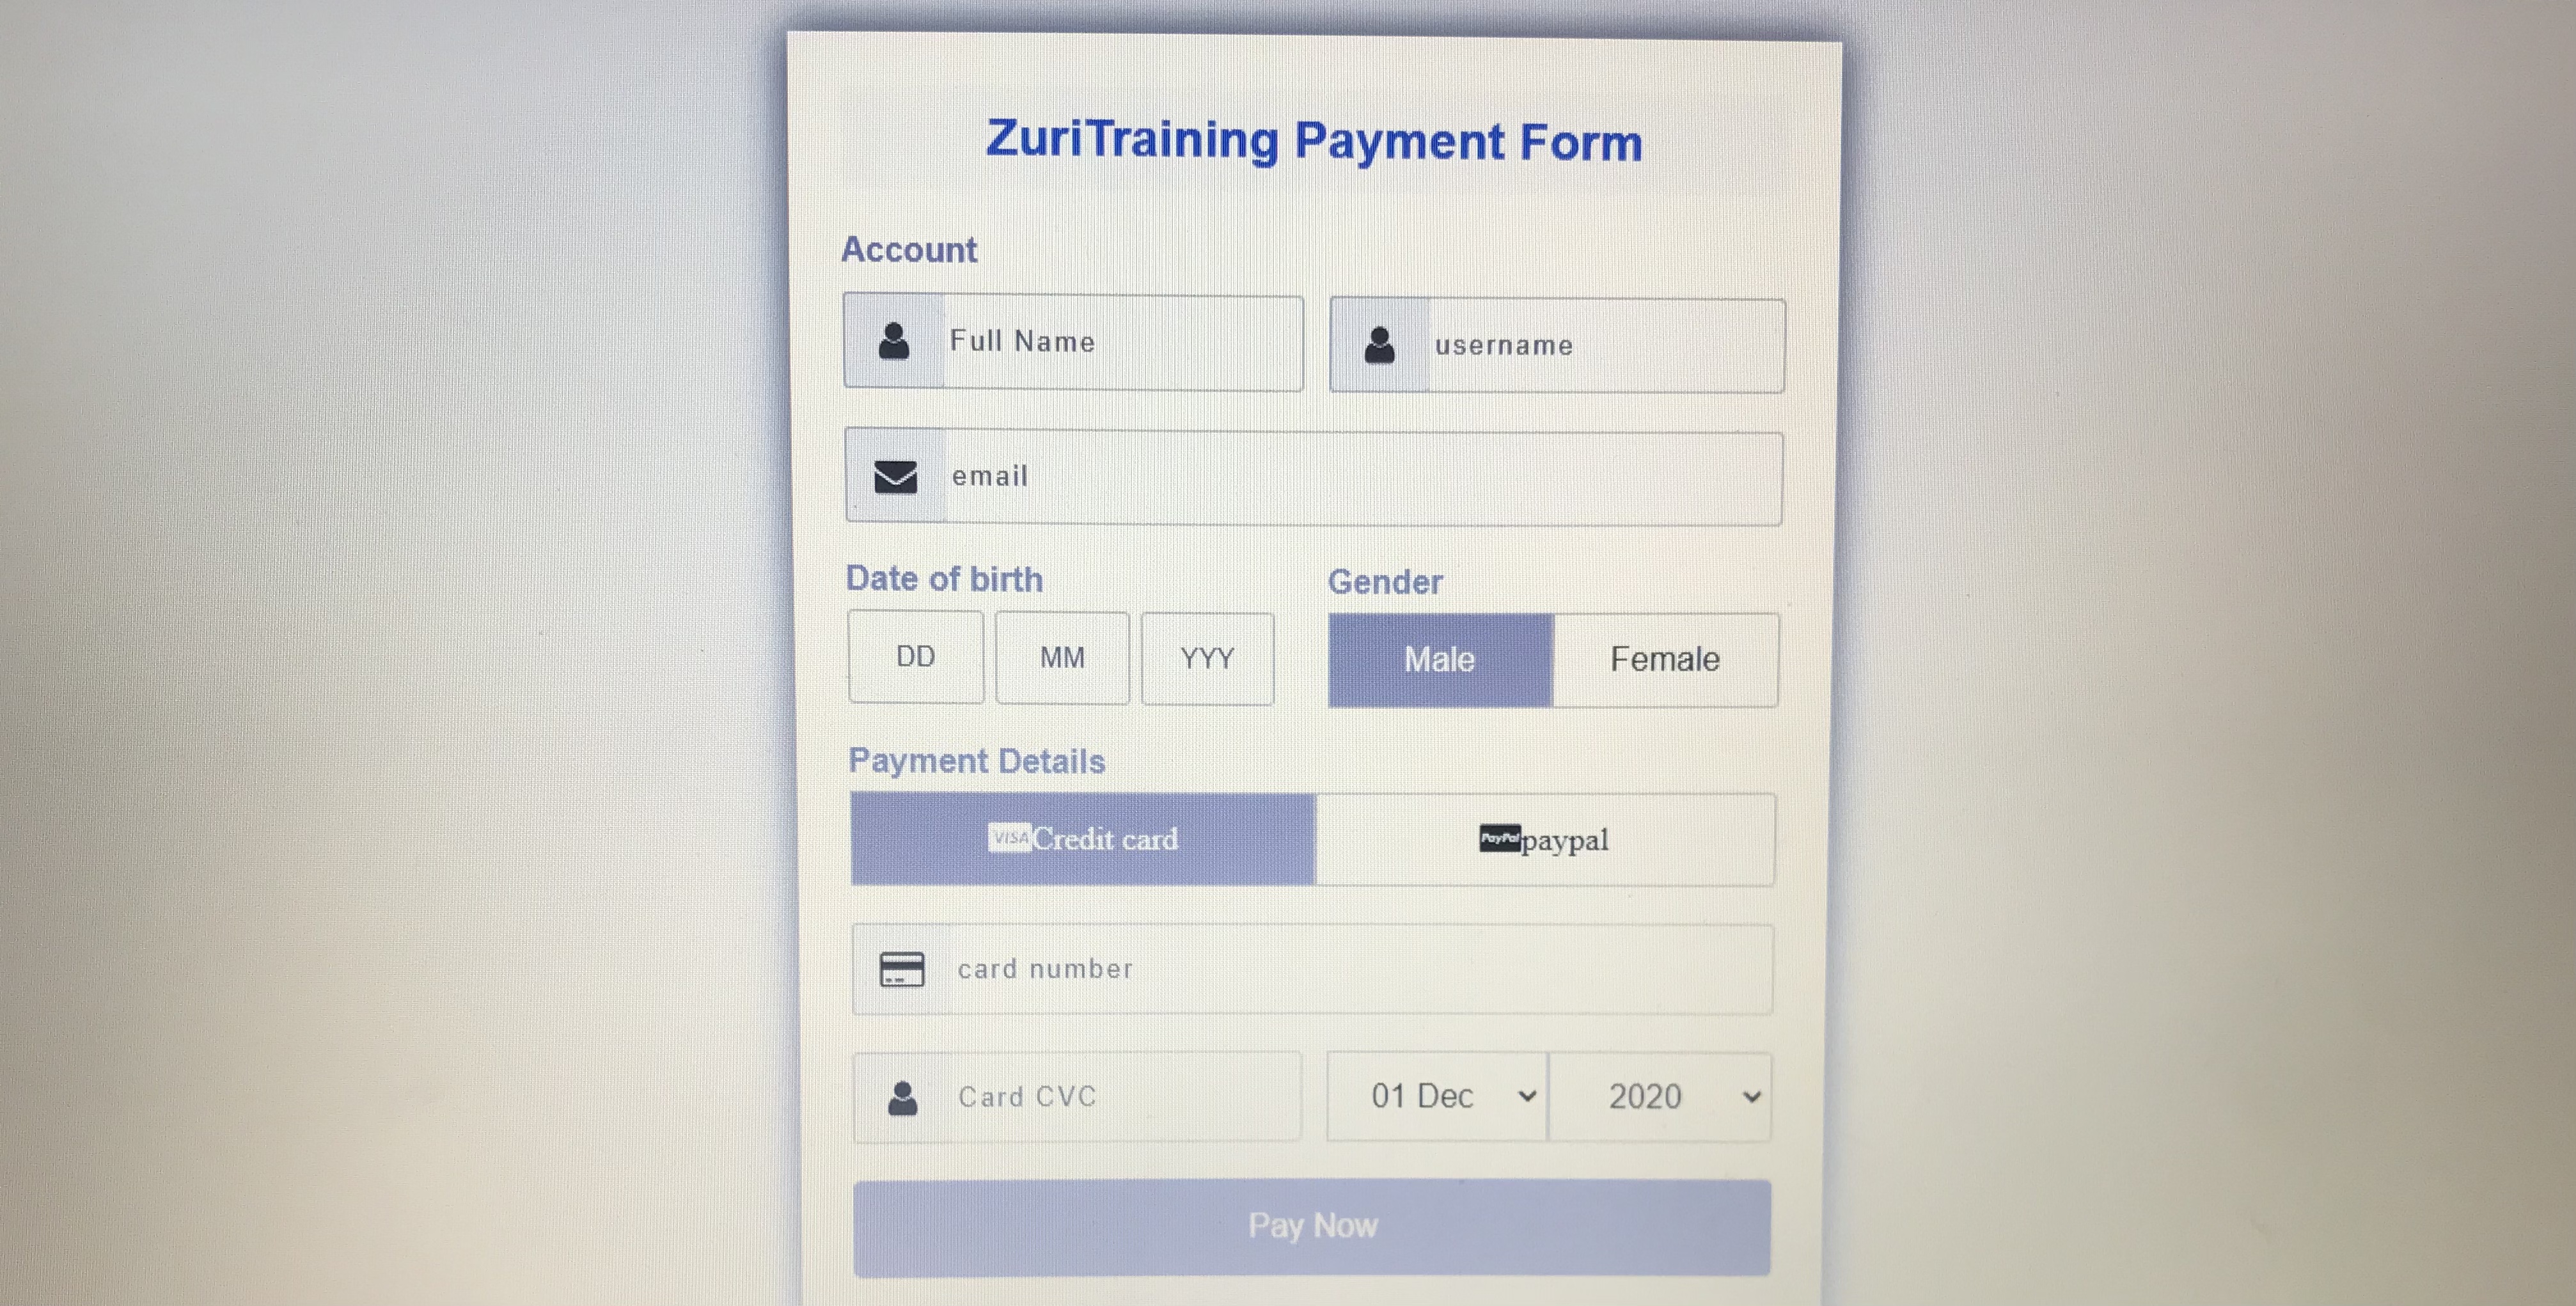 ZuriTraining Payment Form
Account
Full Name
username
email
Date of birth
Gender
DD
MM
YYY
Male
Female
Payment Details
VISA Credit card
PayPal paypal
card number
Card CVC
01 Dec
2020
Pay Now